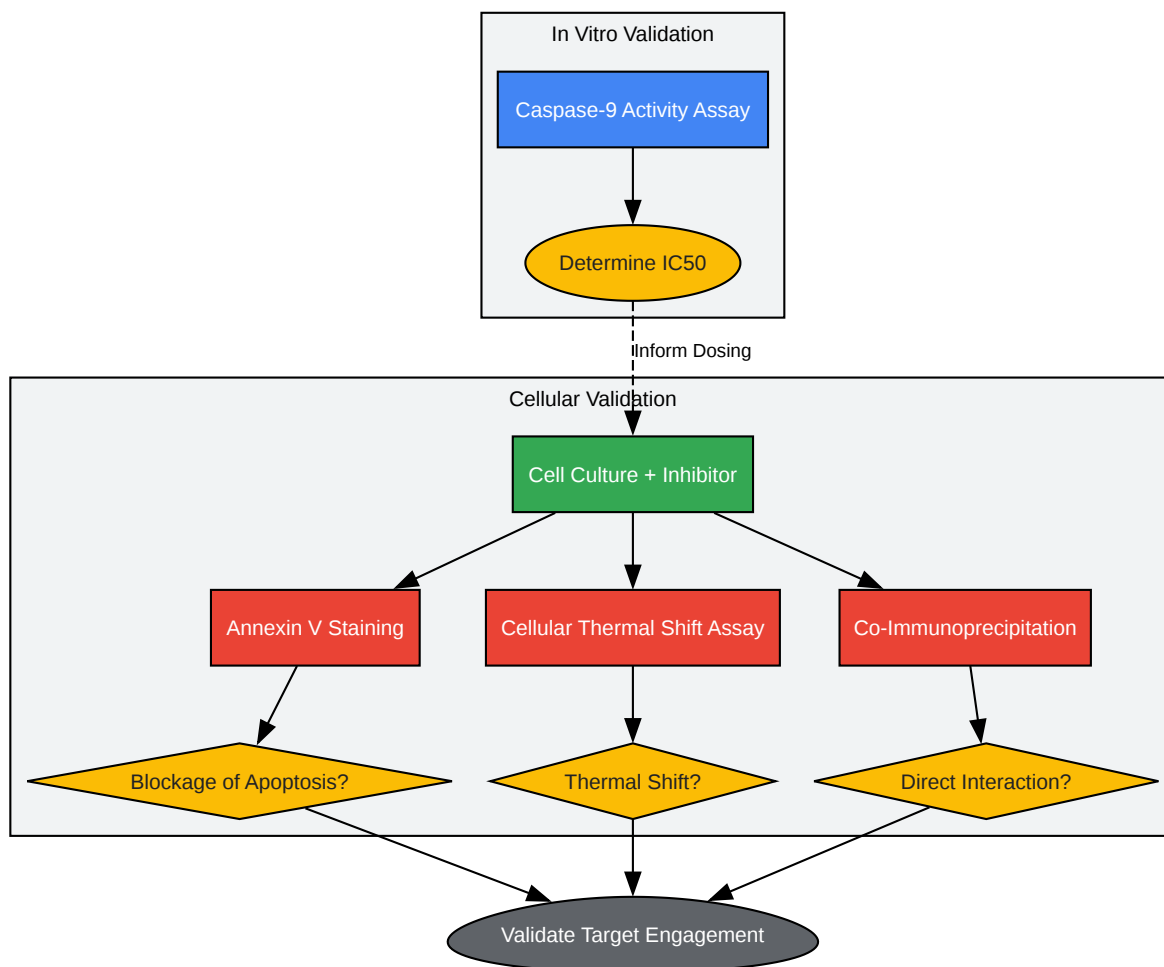 In Vitro Validation
Caspase-9 Activity Assay
Determine IC50
Inform Dosing
Cellular Validation
Cell Culture + Inhibitor
Annexin V Staining
Cellular Thermal Shift Assay
Co-Immunoprecipitation
Blockage of Apoptosis?
Thermal Shift?
Direct Interaction?
Validate Target Engagement